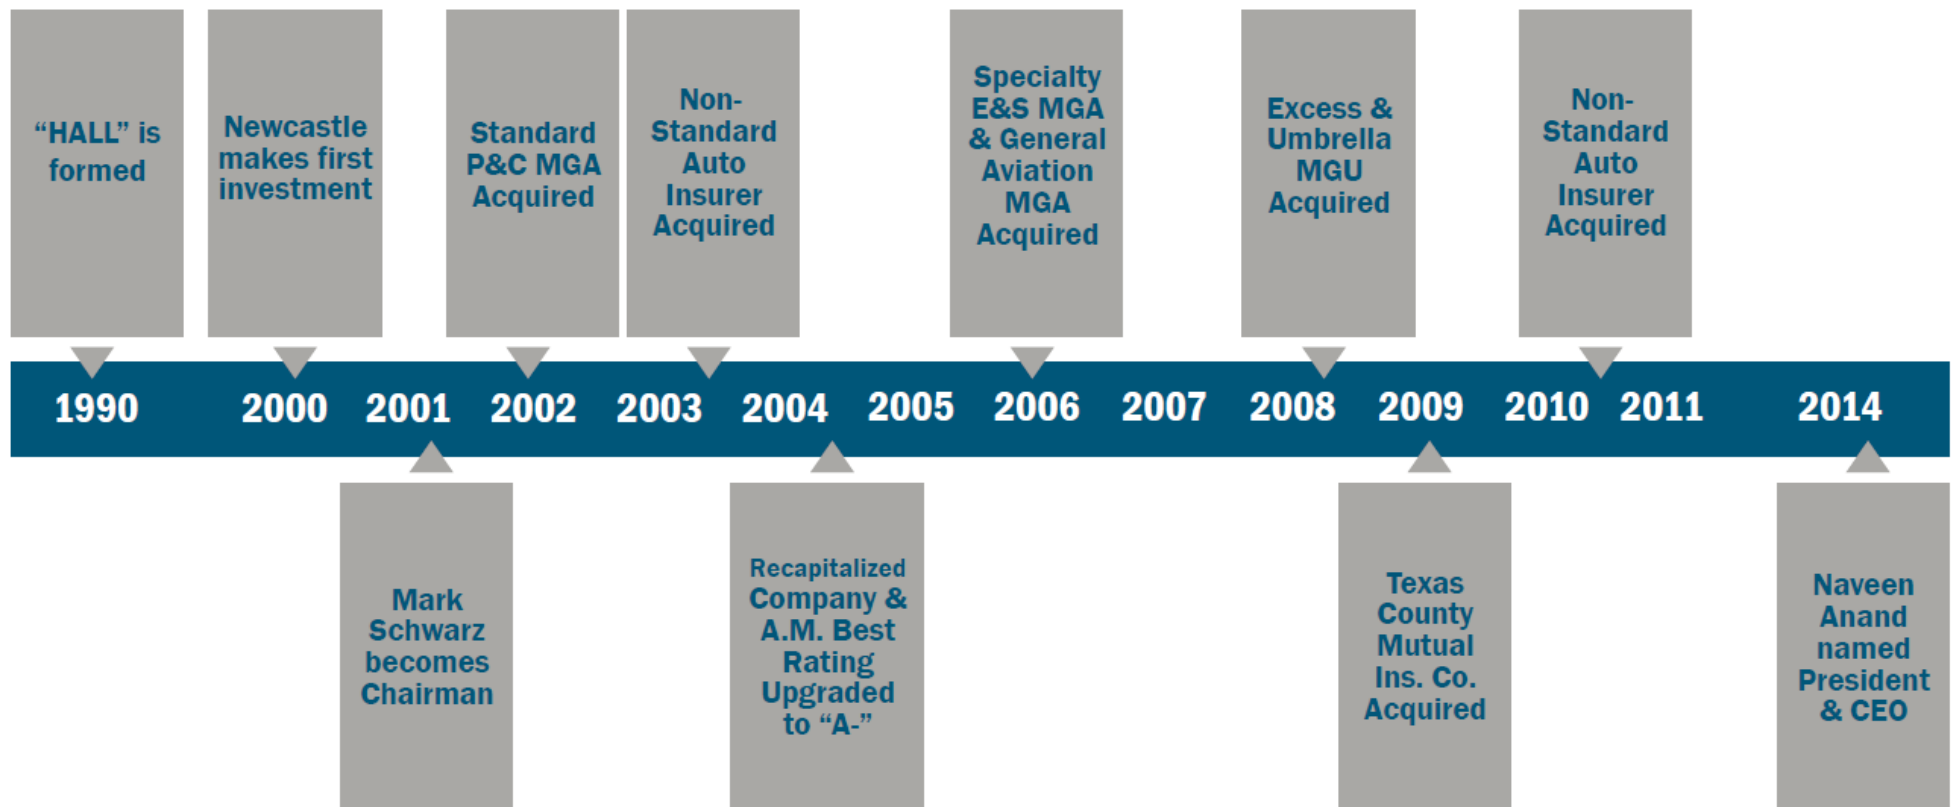 “HALL” is
formed
Newcastle
makes first
investment
Standard
P&C MGA
Acquired
Non-
Standard
Auto
Insurer
Acquired
Specialty
E&S MGA
& General
Aviation
MGA
Acquired
Excess &
Umbrella
MGU
Acquired
Non-
Standard
Auto
Insurer
Acquired
1990 2000 2001 2002 2003 2004 2005 2006 2007 2008 2009 2010 2011 2014
Mark
Schwarz
becomes
Chairman
Recapitalized
Company &
A.M. Best
Rating
Upgraded
to “A-”
Texas
County
Mutual
Ins. Co.
Acquired
Naveen
Anand
named
President
& CEO